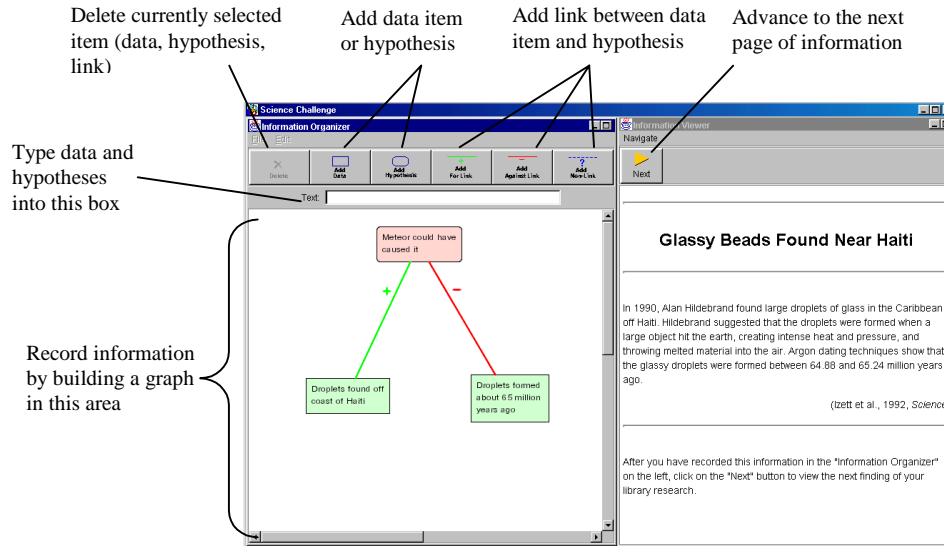 Delete currently selected
item (data, hypothesis,
link)
Add data item
or hypothesis
Add link between data
item and hypothesis
Advance to the next
page of information
Type data and
hypotheses
into this box
Record information
by building a graph
in this area
Science Challenge
Information Organizer
File Edit
Delete
Add
Data
Add
Hypothesis
+
Add
For Link
−
Add
Against Link
?
Add
Non-Link
Text:
Meteor could have
caused it
+
−
Droplets found off
coast of Haiti
Droplets formed
about 65 million
years ago
Information Viewer
Navigate
Next
Glassy Beads Found Near Haiti
In 1990, Alan Hildebrand found large droplets of glass in the Caribbean
off Haiti. Hildebrand suggested that the droplets were formed when a
large object hit the earth, creating intense heat and pressure, and
throwing melted material into the air. Argon dating techniques show that
the glassy droplets were formed between 64.88 and 65.24 million years
ago.
(Izett et al., 1992, Science
After you have recorded this information in the "Information Organizer"
on the left, click on the "Next" button to view the next finding of your
library research.